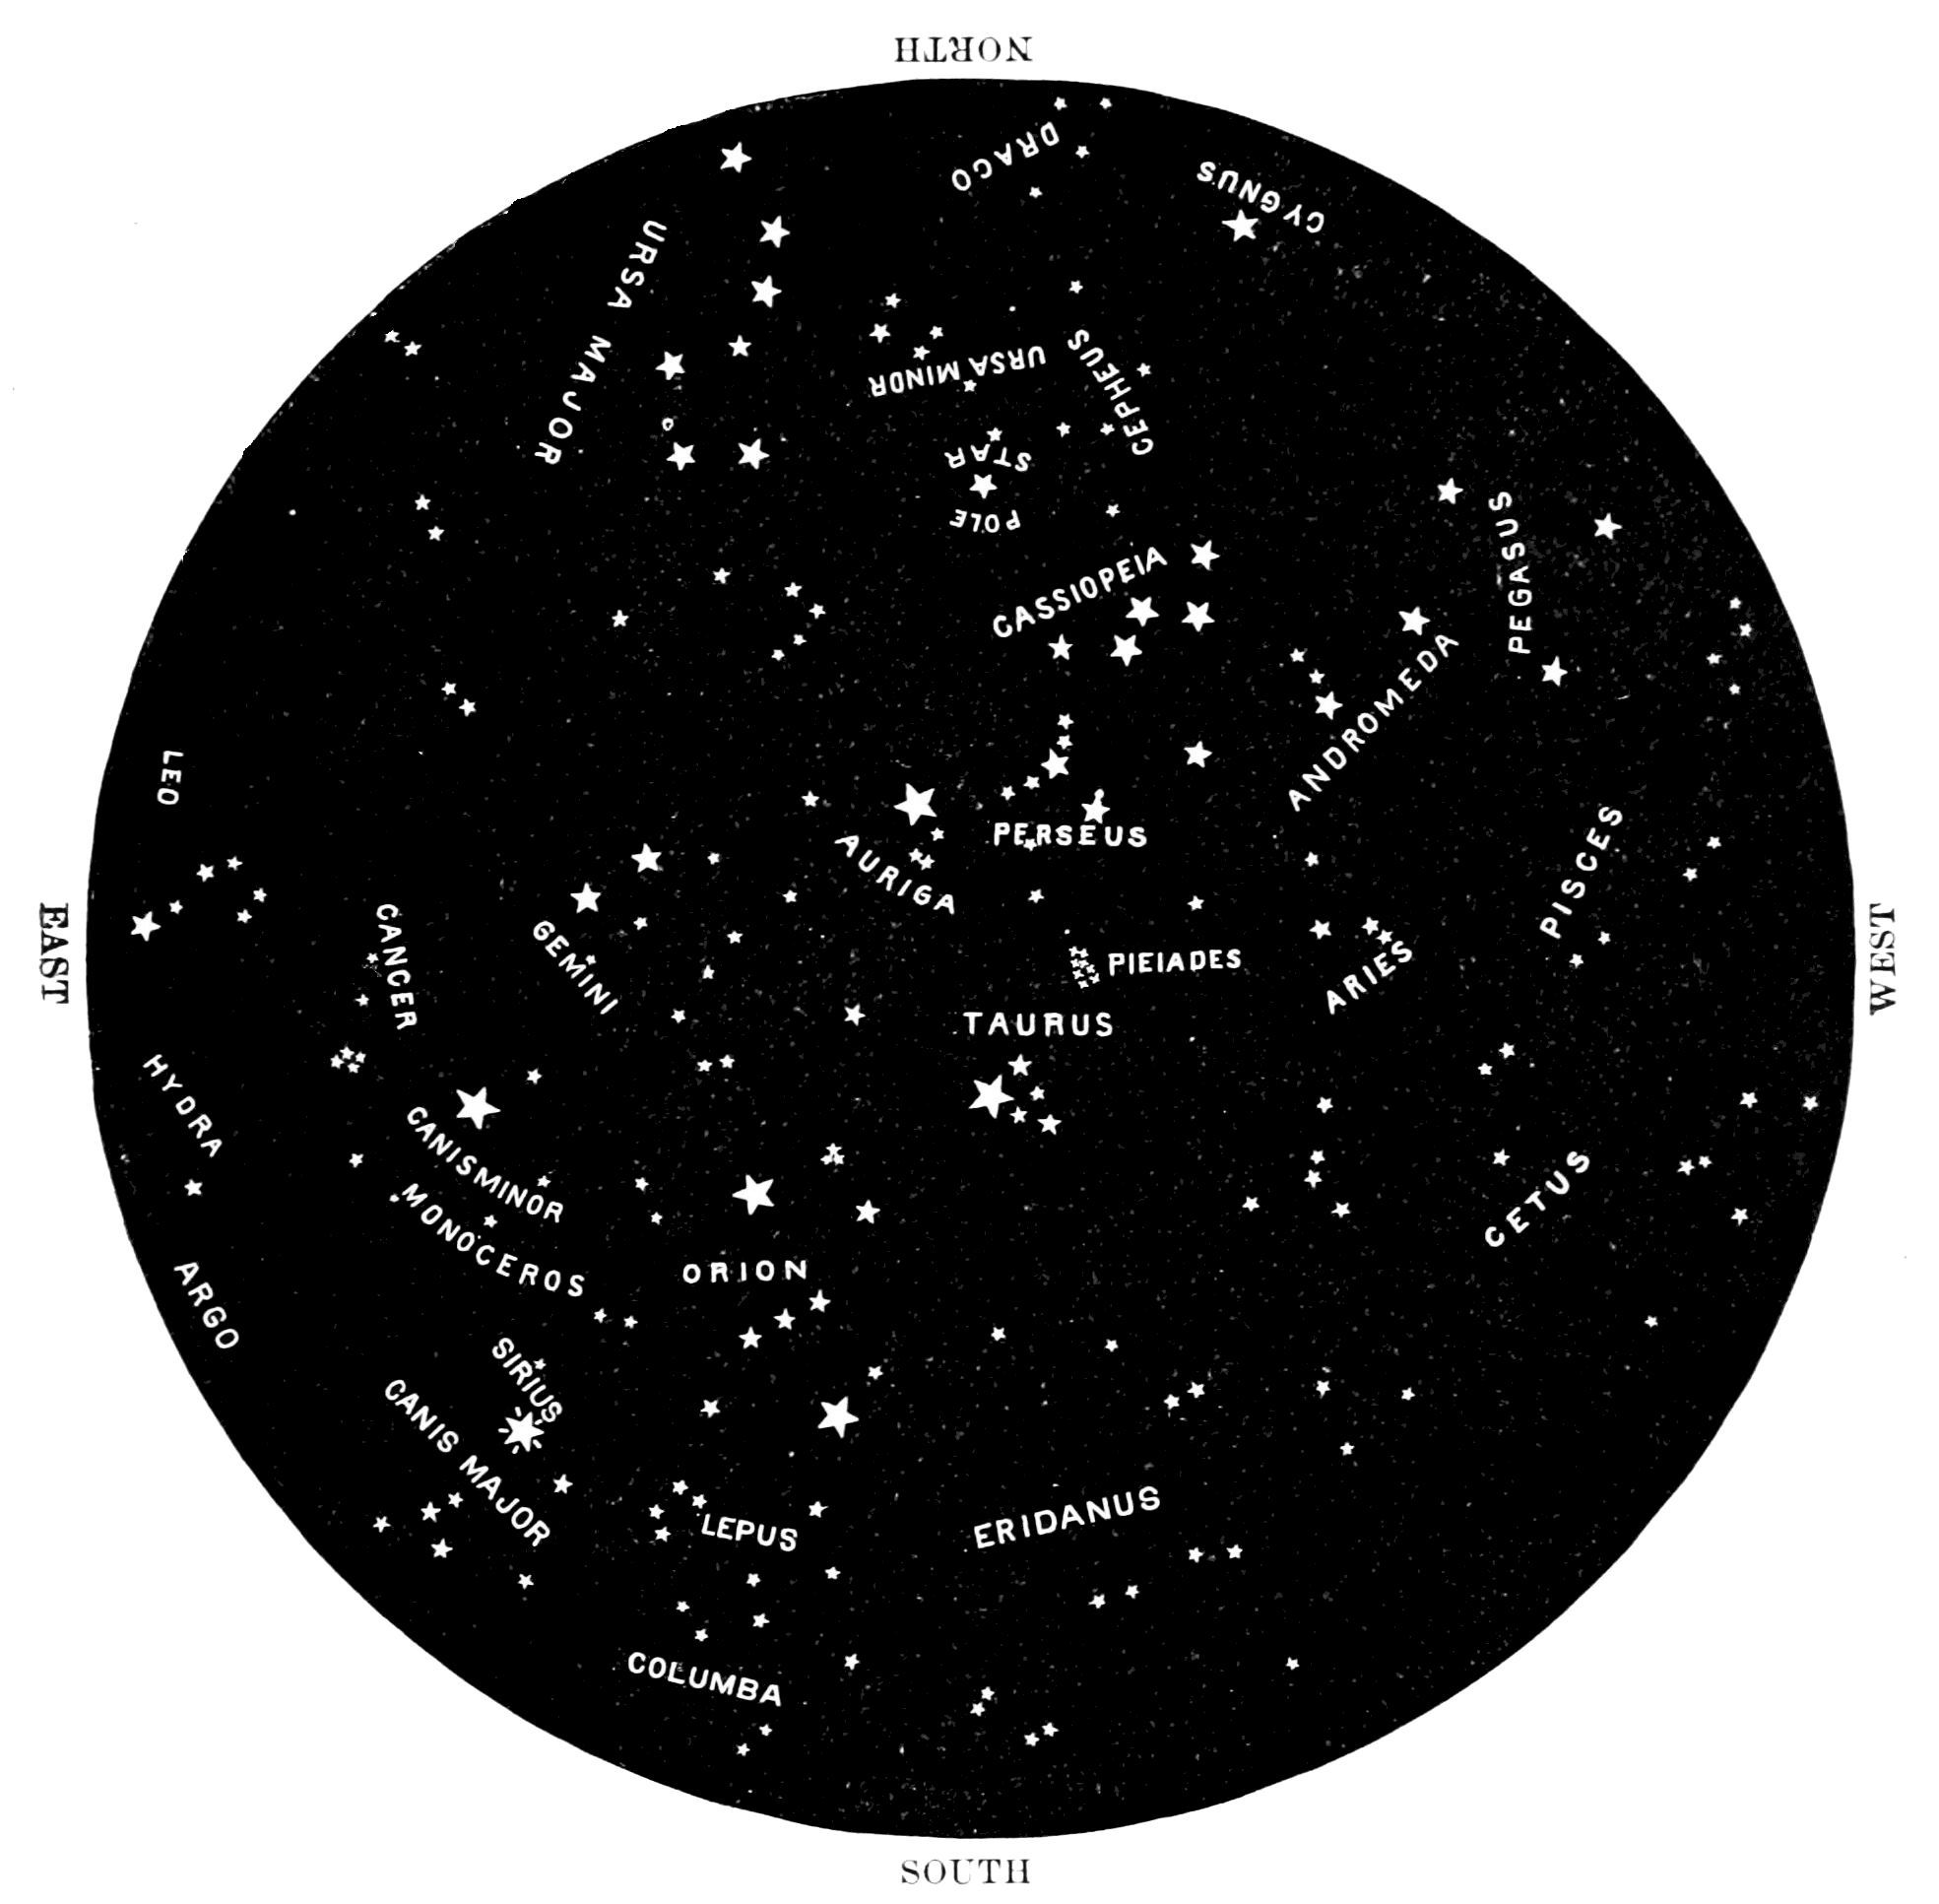 NORTH
DRACO
CYGNUS
URSA MAJOR
URSA MINOR
CEPHEUS
STAR
POLE
PEGASUS
CASSIOPEIA
ANDROMEDA
LEO
PERSEUS
AURIGA
PISCES
EAST
WEST
CANCER
GEMINI
PIEIADES
ARIES
TAURUS
HYDRA
CANISMINOR
MONOCEROS
CETUS
ORION
ARGO
SIRIUS
CANIS MAJOR
LEPUS
ERIDANUS
COLUMBA
SOUTH